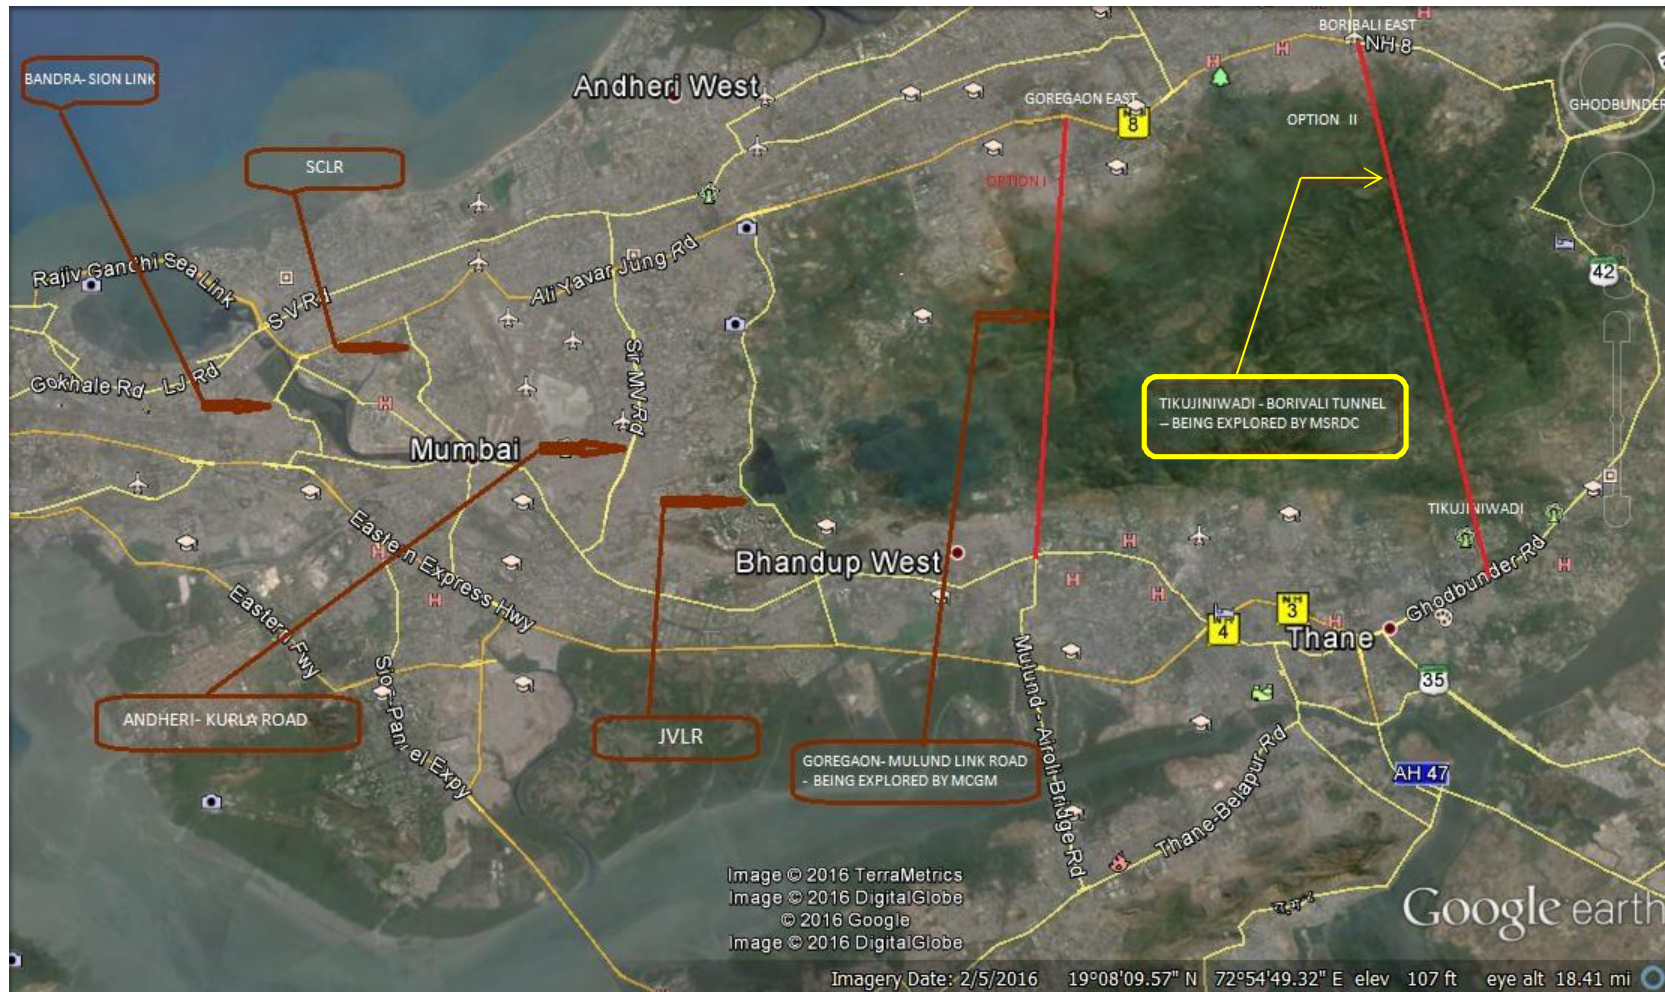 BORIBALI EAST
NH 8
BANDRA- SION LINK
Andheri West
GOREGAON EAST
8
GHODBUNDER
OPTION II
SCLR
OPTION I
Rajiv Gandhi Sea Link
Ali Yavar Jung Rd
42
S V Rd
Sir MV Rd
Gokhale Rd
LJ Rd
TIKUJINIWADI - BORIVALI TUNNEL
– BEING EXPLORED BY MSRDC
Mumbai
TIKUJINIWADI
Eastern Express Hwy
Bhandup West
Ghodbunder Rd
Eastern Fwy
NH
3
4
Thane
35
Sion-Panvel Expy
Mulund - Airoli Bridge Rd
ANDHERI- KURLA ROAD
JVLR
GOREGAON- MULUND LINK ROAD
- BEING EXPLORED BY MCGM
AH 47
Thane-Belapur Rd
Image © 2016 TerraMetrics
Image © 2016 DigitalGlobe
© 2016 Google
Image © 2016 DigitalGlobe
Google earth
Imagery Date: 2/5/2016 19°08'09.57" N 72°54'49.32" E elev 107 ft eye alt 18.41 mi